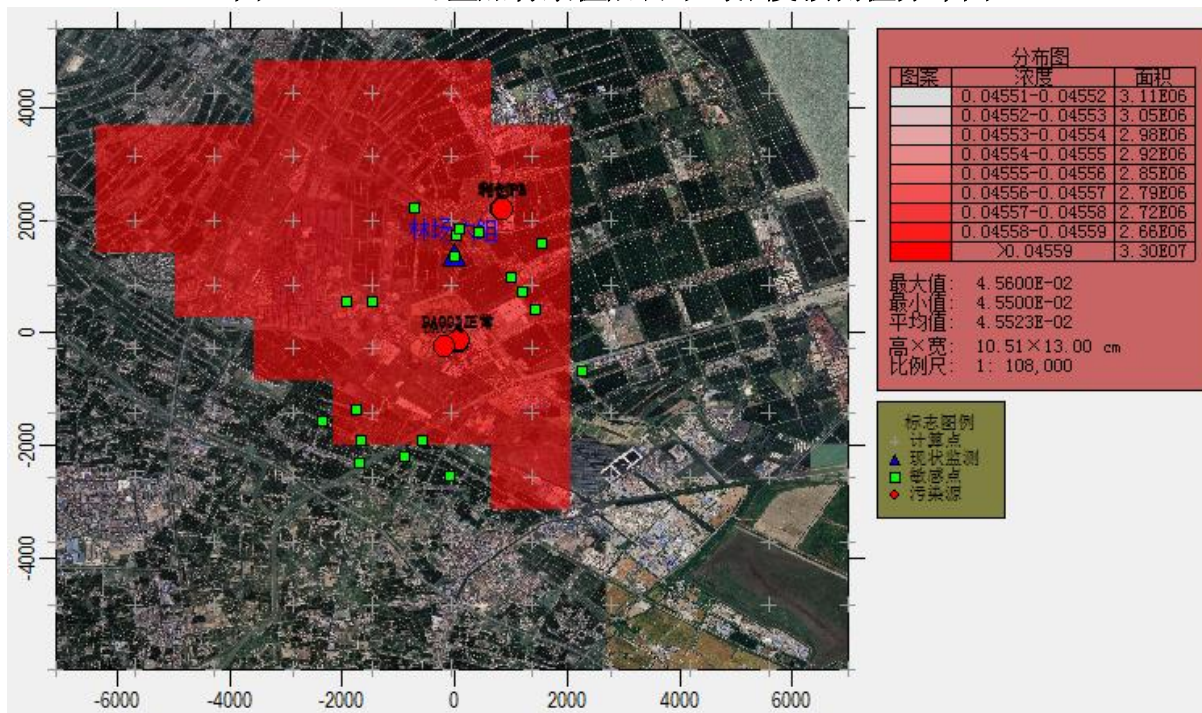 分布图
图案 浓度 面积
0.04551-0.04552 3.11E06
0.04552-0.04553 3.05E06
0.04553-0.04554 2.98E06
0.04554-0.04555 2.92E06
0.04555-0.04556 2.85E06
0.04556-0.04557 2.79E06
0.04557-0.04558 2.72E06
0.04558-0.04559 2.66E06
>0.04559 3.30E07
最大值: 4.5600E-02
最小值: 4.5500E-02
平均值: 4.5523E-02
高×宽: 10.51×13.00 cm
比例尺: 1: 108,000
标志图例
计算点
现状监测
敏感点
污染源
4000
2000
0
-2000
-4000
-6000 -4000 -2000 0 2000 4000 6000
正常